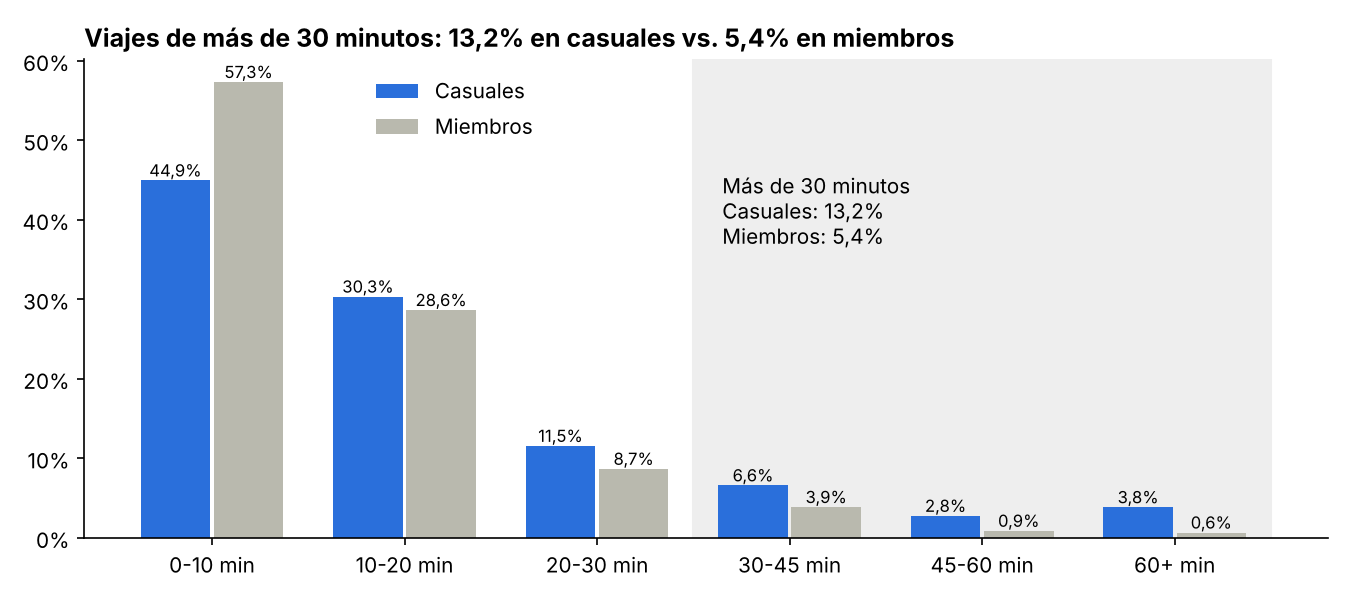 Viajes de más de 30 minutos: 13,2% en casuales vs. 5,4% en miembros
60%
50%
40%
30%
20%
10%
0%
Casuales
Miembros
Más de 30 minutos
Casuales: 13,2%
Miembros: 5,4%
44,9%
57,3%
30,3%
28,6%
11,5%
8,7%
6,6%
3,9%
2,8%
0,9%
3,8%
0,6%
0-10 min
10-20 min
20-30 min
30-45 min
45-60 min
60+ min